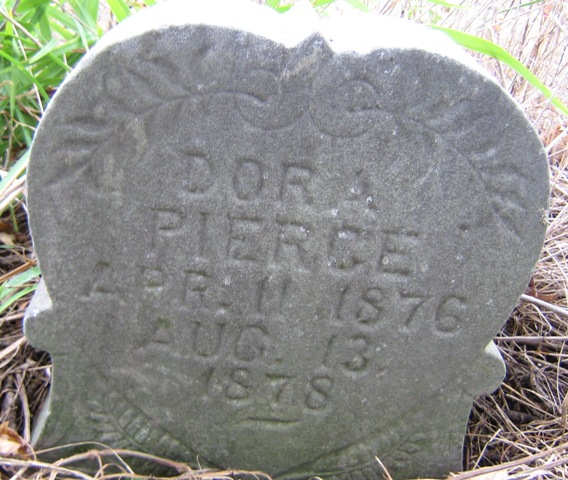 DORA
PIERCE
APR. 11, 1876
AUG. 13,
1878